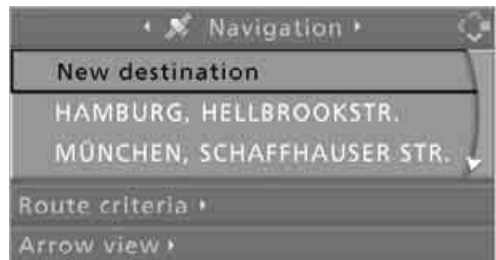 Navigation
New destination
HAMBURG, HELLBROOKSTR.
MÜNCHEN, SCHAFFHAUSER STR.
Route criteria
Arrow view